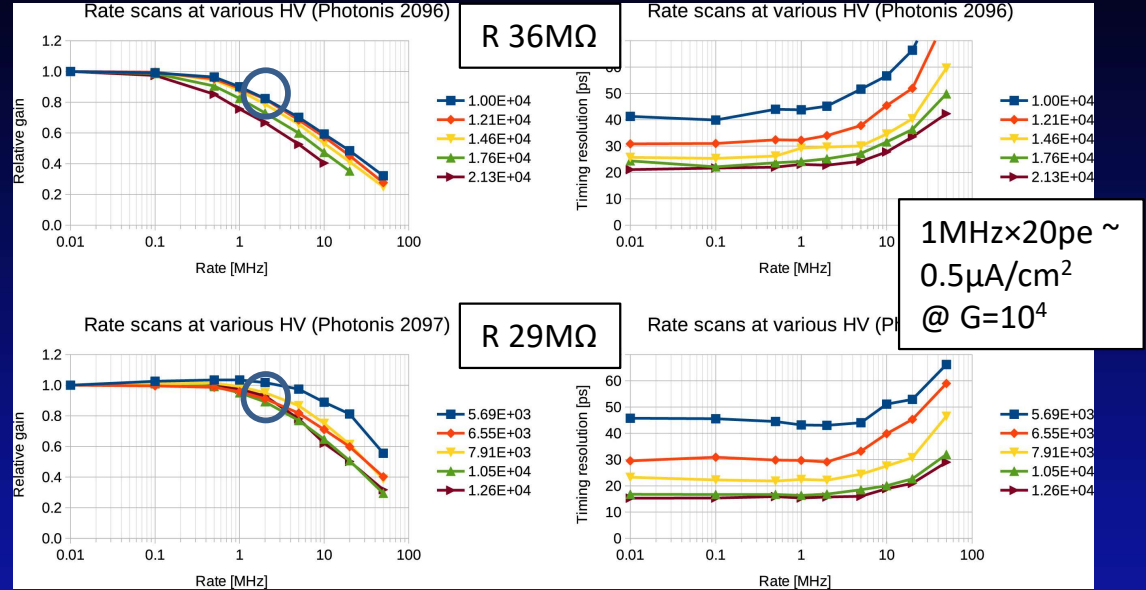 Rate scans at various HV (Photonis 2096)
R 36MΩ
1.2
1.0
0.8
0.6
0.4
0.2
0.0
Relative gain
0.01
0.1
1
10
100
Rate [MHz]
1.00E+04
1.21E+04
1.46E+04
1.76E+04
2.13E+04
Rate scans at various HV (Photonis 2096)
50
40
30
20
10
0
Timing resolution [ps]
0.01
0.1
1
10
Rate [MHz]
1.00E+04
1.21E+04
1.46E+04
1.76E+04
2.13E+04
1MHz×20pe ~
0.5µA/cm²
@ G=10⁴
Rate scans at various HV (Photonis 2097)
R 29MΩ
1.2
1.0
0.8
0.6
0.4
0.2
0.0
Relative gain
0.01
0.1
1
10
100
Rate [MHz]
5.69E+03
6.55E+03
7.91E+03
1.05E+04
1.26E+04
Rate scans at various HV (Ph
60
50
40
30
20
10
0
Timing resolution [ps]
0.01
0.1
1
10
100
Rate [MHz]
5.69E+03
6.55E+03
7.91E+03
1.05E+04
1.26E+04